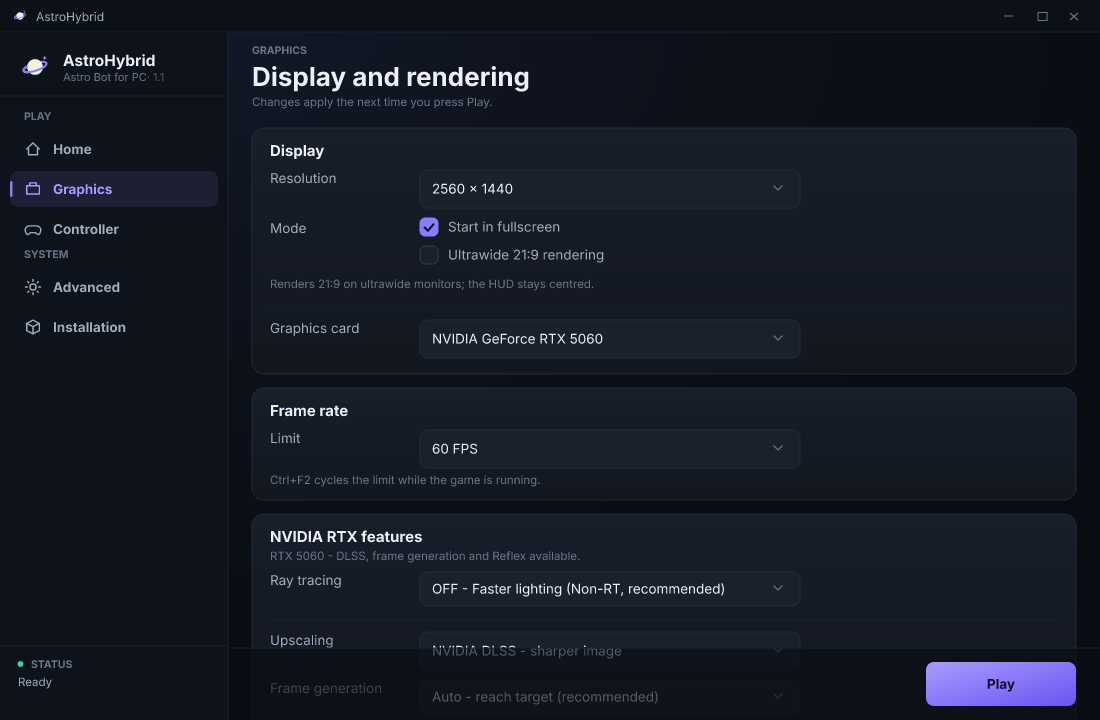 AstroHybrid
AstroHybrid
Astro Bot for PC· 1.1
PLAY
Home
Graphics
Controller
SYSTEM
Advanced
Installation
STATUS
Ready
GRAPHICS
Display and rendering
Changes apply the next time you press Play.
Display
Resolution
2560 × 1440
Mode
Start in fullscreen
Ultrawide 21:9 rendering
Renders 21:9 on ultrawide monitors; the HUD stays centred.
Graphics card
NVIDIA GeForce RTX 5060
Frame rate
Limit
60 FPS
Ctrl+F2 cycles the limit while the game is running.
NVIDIA RTX features
RTX 5060 - DLSS, frame generation and Reflex available.
Ray tracing
OFF - Faster lighting (Non-RT, recommended)
Upscaling
NVIDIA DLSS - sharper image
Frame generation
Auto - reach target (recommended)
Play